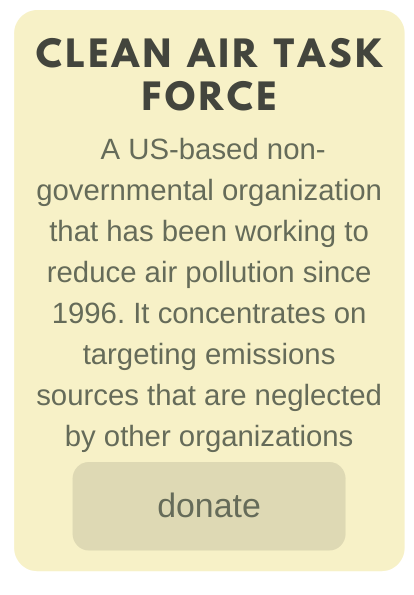 CLEAN AIR TASK
FORCE
A US-based non-
governmental organization
that has been working to
reduce air pollution since
1996. It concentrates on
targeting emissions
sources that are neglected
by other organizations
donate